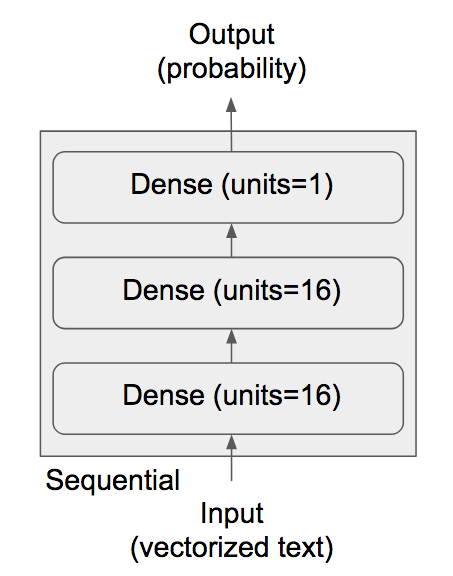 Output
(probability)
Dense (units=1)
Dense (units=16)
Dense (units=16)
Sequential
Input
(vectorized text)